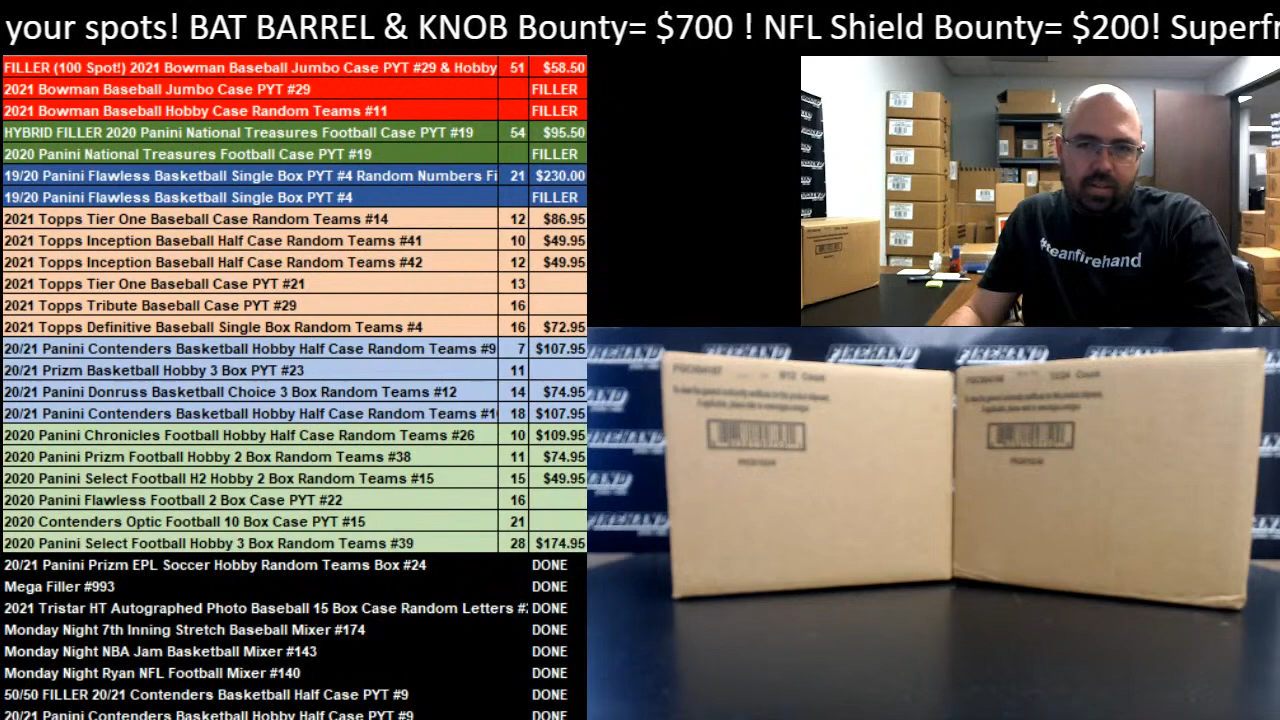 your spots! BAT BARREL & KNOB Bounty= $700 ! NFL Shield Bounty= $200! Superfr
FILLER (100 Spot!) 2021 Bowman Baseball Jumbo Case PYT #29 & Hobby 51 $58.50
2021 Bowman Baseball Jumbo Case PYT #29 FILLER
2021 Bowman Baseball Hobby Case Random Teams #11 FILLER
HYBRID FILLER 2020 Panini National Treasures Football Case PYT #19 54 $95.50
2020 Panini National Treasures Football Case PYT #19 FILLER
19/20 Panini Flawless Basketball Single Box PYT #4 Random Numbers Fi 21 $230.00
19/20 Panini Flawless Basketball Single Box PYT #4 FILLER
2021 Topps Tier One Baseball Case Random Teams #14 12 $86.95
2021 Topps Inception Baseball Half Case Random Teams #41 10 $49.95
2021 Topps Inception Baseball Half Case Random Teams #42 12 $49.95
2021 Topps Tier One Baseball Case PYT #21 13
2021 Topps Tribute Baseball Case PYT #29 16
2021 Topps Definitive Baseball Single Box Random Teams #4 16 $72.95
20/21 Panini Contenders Basketball Hobby Half Case Random Teams #9 7 $107.95
20/21 Prizm Basketball Hobby 3 Box PYT #23 11
20/21 Panini Donruss Basketball Choice 3 Box Random Teams #12 14 $74.95
20/21 Panini Contenders Basketball Hobby Half Case Random Teams #1 18 $107.95
2020 Panini Chronicles Football Hobby Half Case Random Teams #26 10 $109.95
2020 Panini Prizm Football Hobby 2 Box Random Teams #38 11 $74.95
2020 Panini Select Football H2 Hobby 2 Box Random Teams #15 15 $49.95
2020 Panini Flawless Football 2 Box Case PYT #22 16
2020 Contenders Optic Football 10 Box Case PYT #15 21
2020 Panini Select Football Hobby 3 Box Random Teams #39 28 $174.95
20/21 Panini Prizm EPL Soccer Hobby Random Teams Box #24 DONE
Mega Filler #993 DONE
2021 Tristar HT Autographed Photo Baseball 15 Box Case Random Letters # DONE
Monday Night 7th Inning Stretch Baseball Mixer #174 DONE
Monday Night NBA Jam Basketball Mixer #143 DONE
Monday Night Ryan NFL Football Mixer #140 DONE
50/50 FILLER 20/21 Contenders Basketball Half Case PYT #9 DONE
20/21 Panini Contenders Basketball Hobby Half Case PYT #9 DONE
#teamfirehand
FIREHAND
FIREHAND
FIREHAND
Count
Count